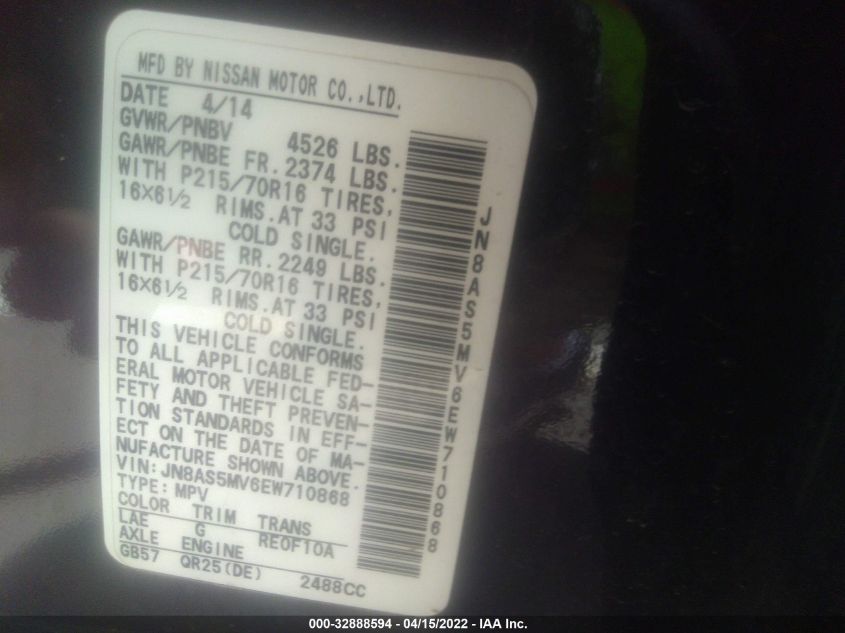 MFD BY NISSAN MOTOR CO.,LTD.
DATE 4/14
GVWR/PNBV 4526 LBS.
GAWR/PNBE FR. 2374 LBS.
WITH P215/70R16 TIRES,
16X6½ RIMS.AT 33 PSI
COLD SINGLE.
GAWR/PNBE RR. 2249 LBS.
WITH P215/70R16 TIRES,
16X6½ RIMS.AT 33 PSI
COLD SINGLE.
THIS VEHICLE CONFORMS
TO ALL APPLICABLE FED-
ERAL MOTOR VEHICLE SA-
FETY AND THEFT PREVEN-
TION STANDARDS IN EFF-
ECT ON THE DATE OF MA-
NUFACTURE SHOWN ABOVE.
VIN:JN8AS5MV6EW710868
TYPE:MPV
COLOR TRIM TRANS
LAE G RE0F10A
AXLE ENGINE
GB57 QR25(DE) 2488CC
JN8AS5MV6EW710868
000-32888594 - 04/15/2022 - IAA Inc.